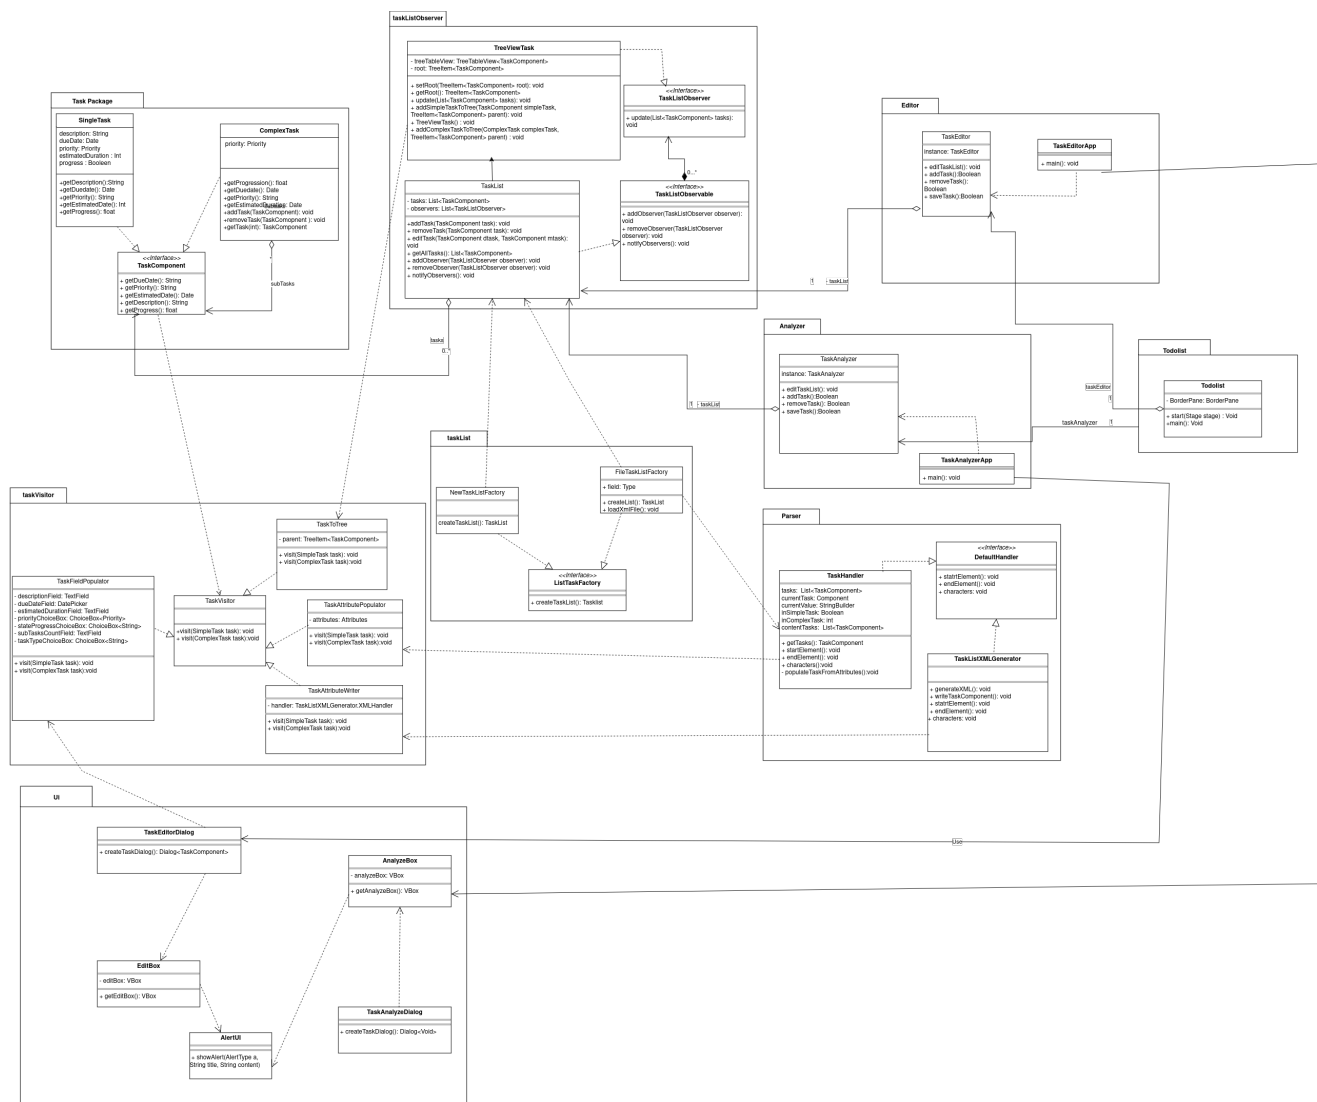 taskListObserver
TreeViewTask
- treeTableView: TreeTableView<TaskComponent>
- root: TreeItem<TaskComponent>
+ setRoot(TreeItem<TaskComponent> root): void
+ getRoot(): TreeItem<TaskComponent>
+ update(List<TaskComponent> tasks): void
+ addSimpleTaskToTree(TaskComponent simpleTask,
TreeItem<TaskComponent> parent): void
+ TreeViewTask() : void
+ addComplexTaskToTree(ComplexTask complexTask,
TreeItem<TaskComponent> parent) : void
<<Interface>>
TaskListObserver
+ update(List<TaskComponent> tasks):
void
0...*
TaskList
- tasks: List<TaskComponent>
- observers: List<TaskListObserver>
+addTask(TaskComponent task): void
+ removeTask(TaskComponent task): void
+ editTask(TaskComponent dtask, TaskComponent mtask):
void
+ getAllTasks(): List<TaskComponent>
+ addObserver(TaskListObserver observer): void
+ removeObserver(TaskListObserver observer): void
+ notifyObservers(): void
<<Interface>>
TaskListObservable
+ addObserver(TaskListObserver observer):
void
+ removeObserver(TaskListObserver
observer): void
+ notifyObservers(): void
Task Package
SingleTask
description: String
dueDate: Date
priority: Priority
estimatedDuration : Int
progress : Booleen
+getDescription():String
+getDuedate(): Date
+getPriority(): String
+getEstimatedDate(): Int
+getProgress(): float
ComplexTask
priority: Priority
+getProgression(): float
+getDuedate(): Date
+getPriority(): String
+getEstimatedDuration: Date
+addTask(TaskComopnent): void
+removeTask(TaskComopnent ): void
+getTask(int): TaskComponent
<<Interface>>
TaskComponent
+ getDueDate(): String
+ getPriority(): String
+ getEstimatedDate(): Date
+ getDescription(): String
+ getProgress(): float
subTasks
tasks
0..*
Editor
TaskEditor
instance: TaskEditor
+ editTaskList(): void
+ addTask():Boolean
+ removeTask():
Boolean
+ saveTask():Boolean
TaskEditorApp
+ main(): void
1
- taskList
Analyzer
TaskAnalyzer
instance: TaskAnalyzer
+ editTaskList(): void
+ addTask():Boolean
+ removeTask(): Boolean
+ saveTask():Boolean
TaskAnalyzerApp
+ main(): void
1
- taskList
Todolist
Todolist
- BorderPane: BorderPane
+ start(Stage stage) : Void
+main(): Void
taskEditor
1
taskAnalyzer
1
taskList
NewTaskListFactory
createTaskList(): TaskList
FileTaskListFactory
+ field: Type
+ createList(): TaskList
+ loadXmlFile(): void
<<Interface>>
ListTaskFactory
+ createTaskList(): Tasklist
taskVisitor
TaskToTree
- parent: TreeItem<TaskComponent>
+ visit(SimpleTask task): void
+ visit(ComplexTask task):void
TaskFieldPopulator
- descriptionField: TextField
- dueDateField: DatePicker
- estimatedDurationField: TextField
- priorityChoiceBox: ChoiceBox<Priority>
- stateProgressChoiceBox: ChoiceBox<String>
- subTasksCountField: TextField
- taskTypeChoiceBox: ChoiceBox<String>
+ visit(SimpleTask task): void
+ visit(ComplexTask task):void
TaskVisitor
+visit(SimpleTask task): void
+ visit(ComplexTask task):void
TaskAttributePopulator
- attributes: Attributes
+ visit(SimpleTask task): void
+ visit(ComplexTask task):void
TaskAttributeWriter
- handler: TaskListXMLGenerator.XMLHandler
+ visit(SimpleTask task): void
+ visit(ComplexTask task):void
Parser
<<Interface>>
DefaultHandler
+ statrtElement(): void
+ endElement(): void
+ characters: void
TaskHandler
tasks: List<TaskComponent>
currentTask: Component
currentValue: StringBuilder
inSimpleTask: Boolean
inComplexTask: int
contentTasks: List<TaskComponent>
+ getTasks(): TaskComponent
+ startElement(): void
+ endElement(): void
+ characters():void
- populateTaskFromAttributes():void
TaskListXMLGenerator
+ generateXML(): void
+ writeTaskComponent(): void
+ statrtElement(): void
+ endElement(): void
+ characters: void
Ui
TaskEditorDialog
+ createTaskDialog(): Dialog<TaskComponent>
AnalyzeBox
- analyzeBox: VBox
+ getAnalyzeBox(): VBox
EditBox
- editBox: VBox
+ getEditBox(): VBox
TaskAnalyzeDialog
+ createTaskDialog(): Dialog<Void>
AlertUI
+ showAlert(AlertType a,
String title, String content)
Use